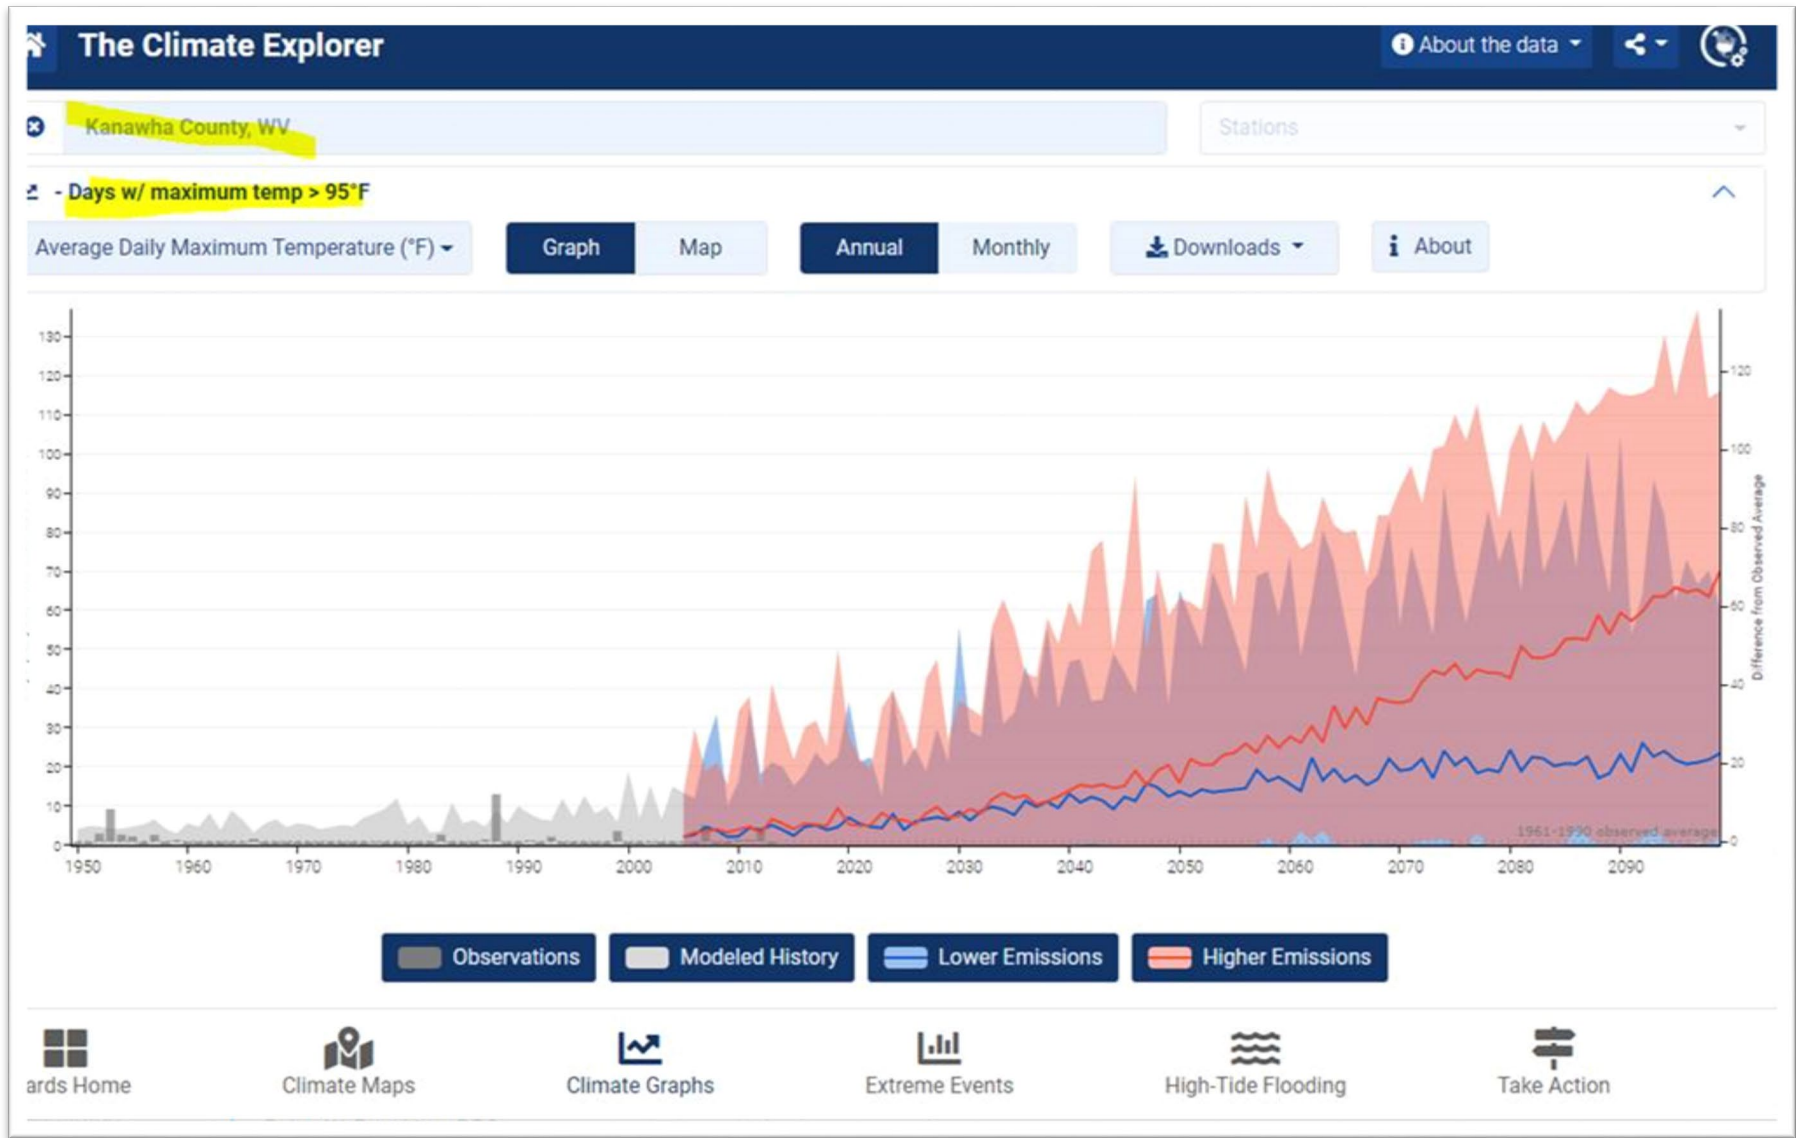 The Climate Explorer
About the data
Kanawha County, WV
Stations
- Days w/ maximum temp > 95°F
Average Daily Maximum Temperature (°F)
Graph
Map
Annual
Monthly
Downloads
About
130
120
110
100
90
80
70
60
50
40
30
20
10
0
120
100
80
60
40
20
0
Difference from Observed Average
1961-1990 observed average
1950 1960 1970 1980 1990 2000 2010 2020 2030 2040 2050 2060 2070 2080 2090
Observations
Modeled History
Lower Emissions
Higher Emissions
ards Home
Climate Maps
Climate Graphs
Extreme Events
High-Tide Flooding
Take Action